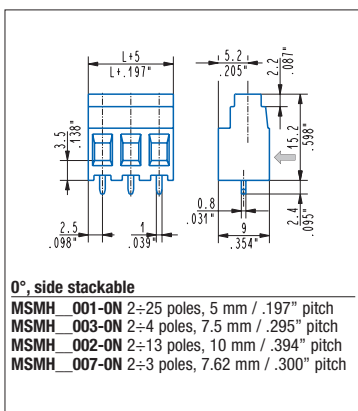 L+5
L+.197"
5.2
.205"
2.2
.087"
3.5
.138"
15.2
.598"
2.5
.098"
1
.039"
0.8
.031"
9
.354"
2.4
.095"
0°, side stackable
MSMH__001-0N 2÷25 poles, 5 mm / .197” pitch
MSMH__003-0N 2÷4 poles, 7.5 mm / .295” pitch
MSMH__002-0N 2÷13 poles, 10 mm / .394” pitch
MSMH__007-0N 2÷3 poles, 7.62 mm / .300” pitch